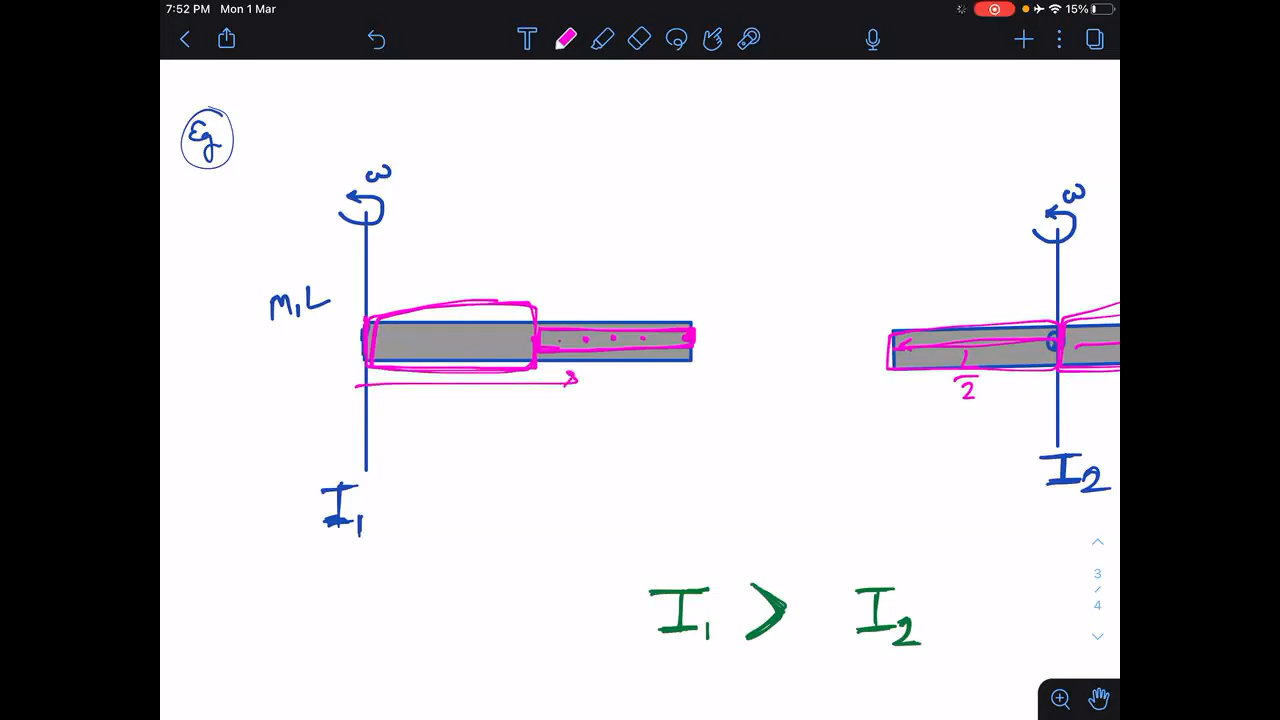 7:52 PM Mon 1 Mar
15%
T
Eg
ω
ω
M, L
2
I₁
I₂
3
/
4
I₁ > I₂